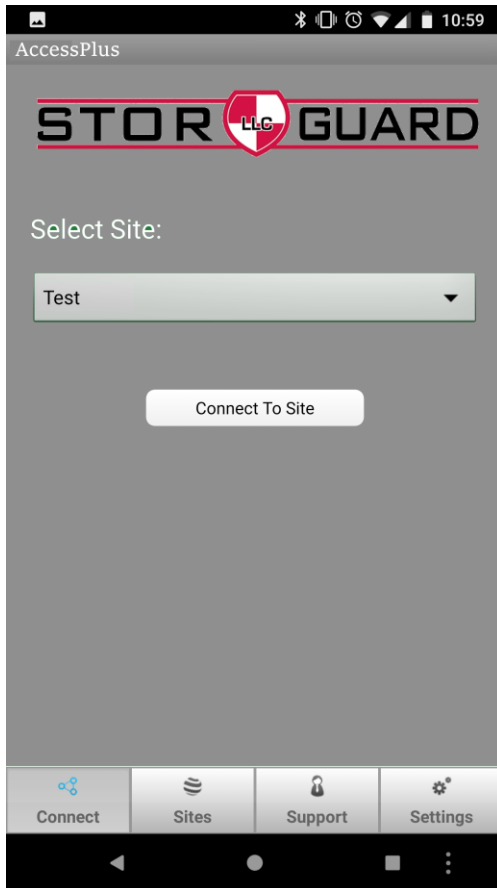 10:59
AccessPlus
STOR LLC GUARD
Select Site:
Test
Connect To Site
Connect Sites Support Settings